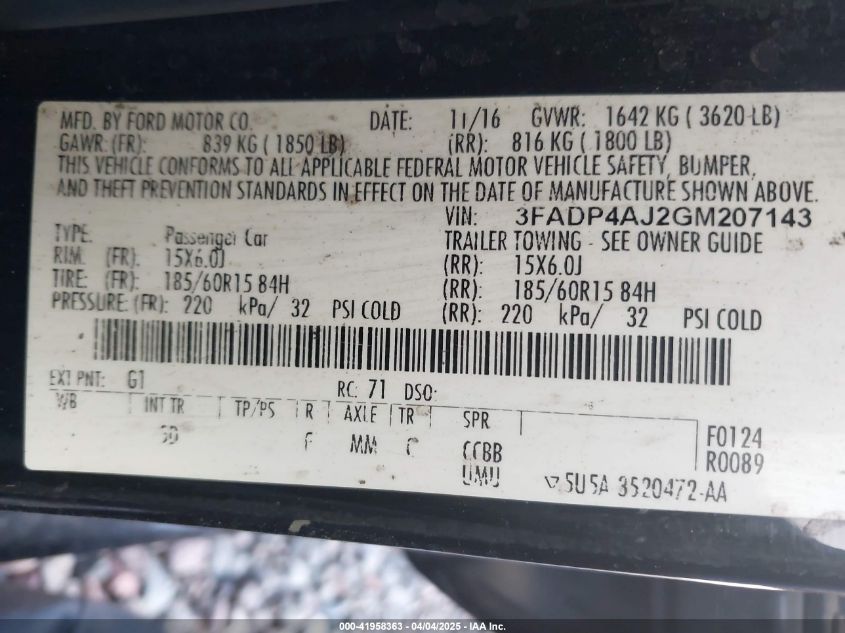 MFD. BY FORD MOTOR CO. DATE: 11/16 GVWR: 1642 KG ( 3620 LB)
GAWR: (FR): 839 KG ( 1850 LB) (RR): 816 KG ( 1800 LB)
THIS VEHICLE CONFORMS TO ALL APPLICABLE FEDERAL MOTOR VEHICLE SAFETY, BUMPER,
AND THEFT PREVENTION STANDARDS IN EFFECT ON THE DATE OF MANUFACTURE SHOWN ABOVE.
VIN: 3FADP4AJ2GM207143
TYPE: Passenger Car TRAILER TOWING - SEE OWNER GUIDE
RIM: (FR): 15X6.0J (RR): 15X6.0J
TIRE: (FR): 185/60R15 84H (RR): 185/60R15 84H
PRESSURE: (FR): 220 kPa/ 32 PSI COLD (RR): 220 kPa/ 32 PSI COLD
EXT PNT: G1 RC: 71 DSO:
WB INT TR TP/PS R AXLE TR SPR
F MM C CCBB
UMU
F0124
R0089
5U5A 3520472-AA
000-41958363 - 04/04/2025 - IAA Inc.